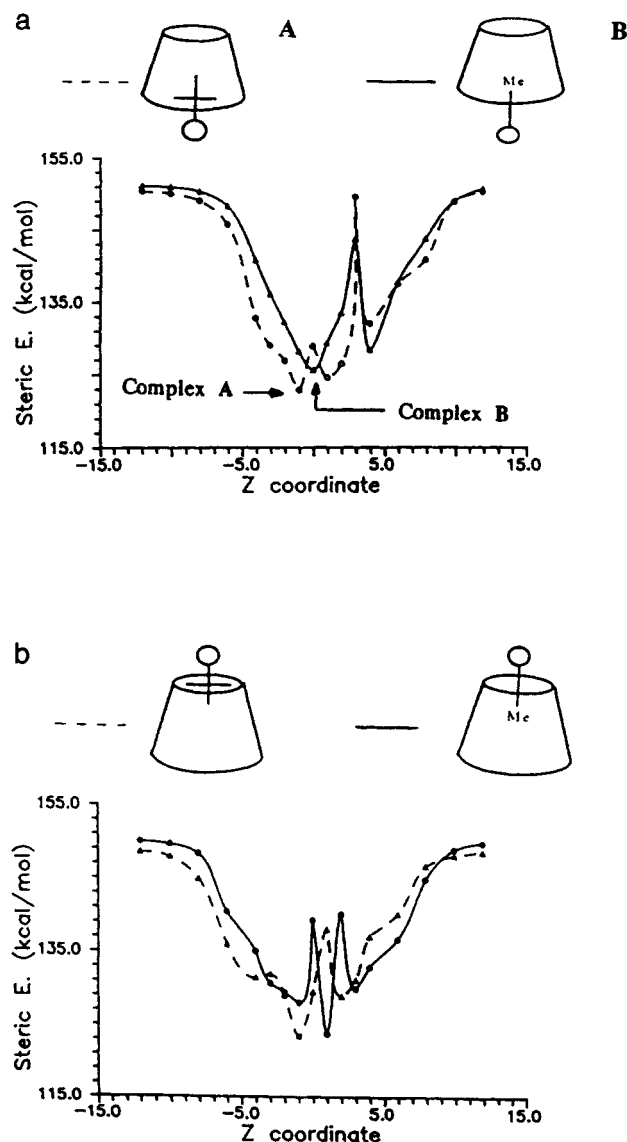 a
A
B
Me
155.0
135.0
115.0
Steric E. (kcal/mol)
Complex A
Complex B
-15.0
-5.0
5.0
15.0
Z coordinate
b
Me
155.0
135.0
115.0
Steric E. (kcal/mol)
-15.0
-5.0
5.0
15.0
Z coordinate